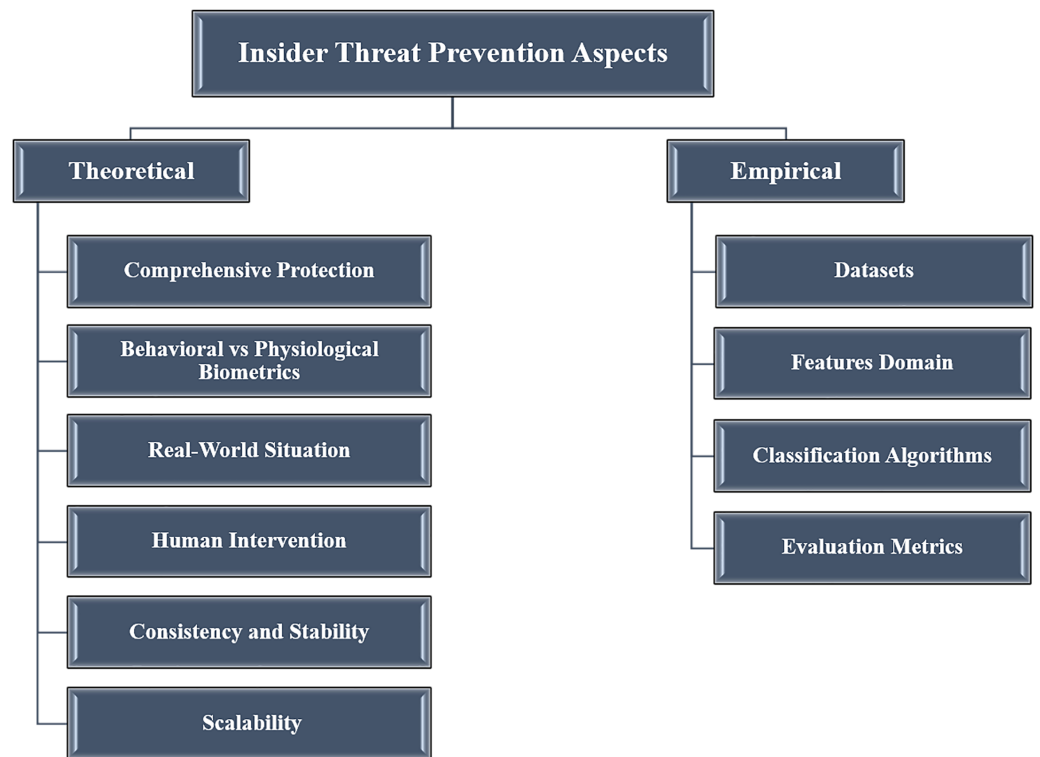 Insider Threat Prevention Aspects
Theoretical
Comprehensive Protection
Behavioral vs Physiological
Biometrics
Real-World Situation
Human Intervention
Consistency and Stability
Scalability
Empirical
Datasets
Features Domain
Classification Algorithms
Evaluation Metrics